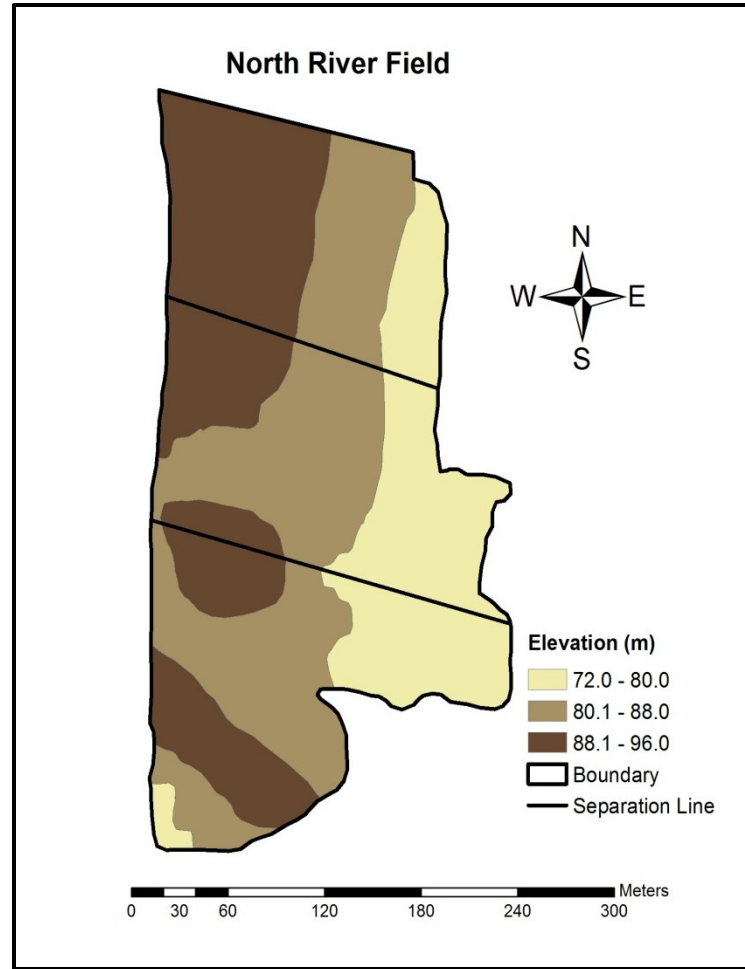 North River Field
N
W E
S
Elevation (m)
72.0 - 80.0
80.1 - 88.0
88.1 - 96.0
Boundary
Separation Line
Meters
0 30 60 120 180 240 300